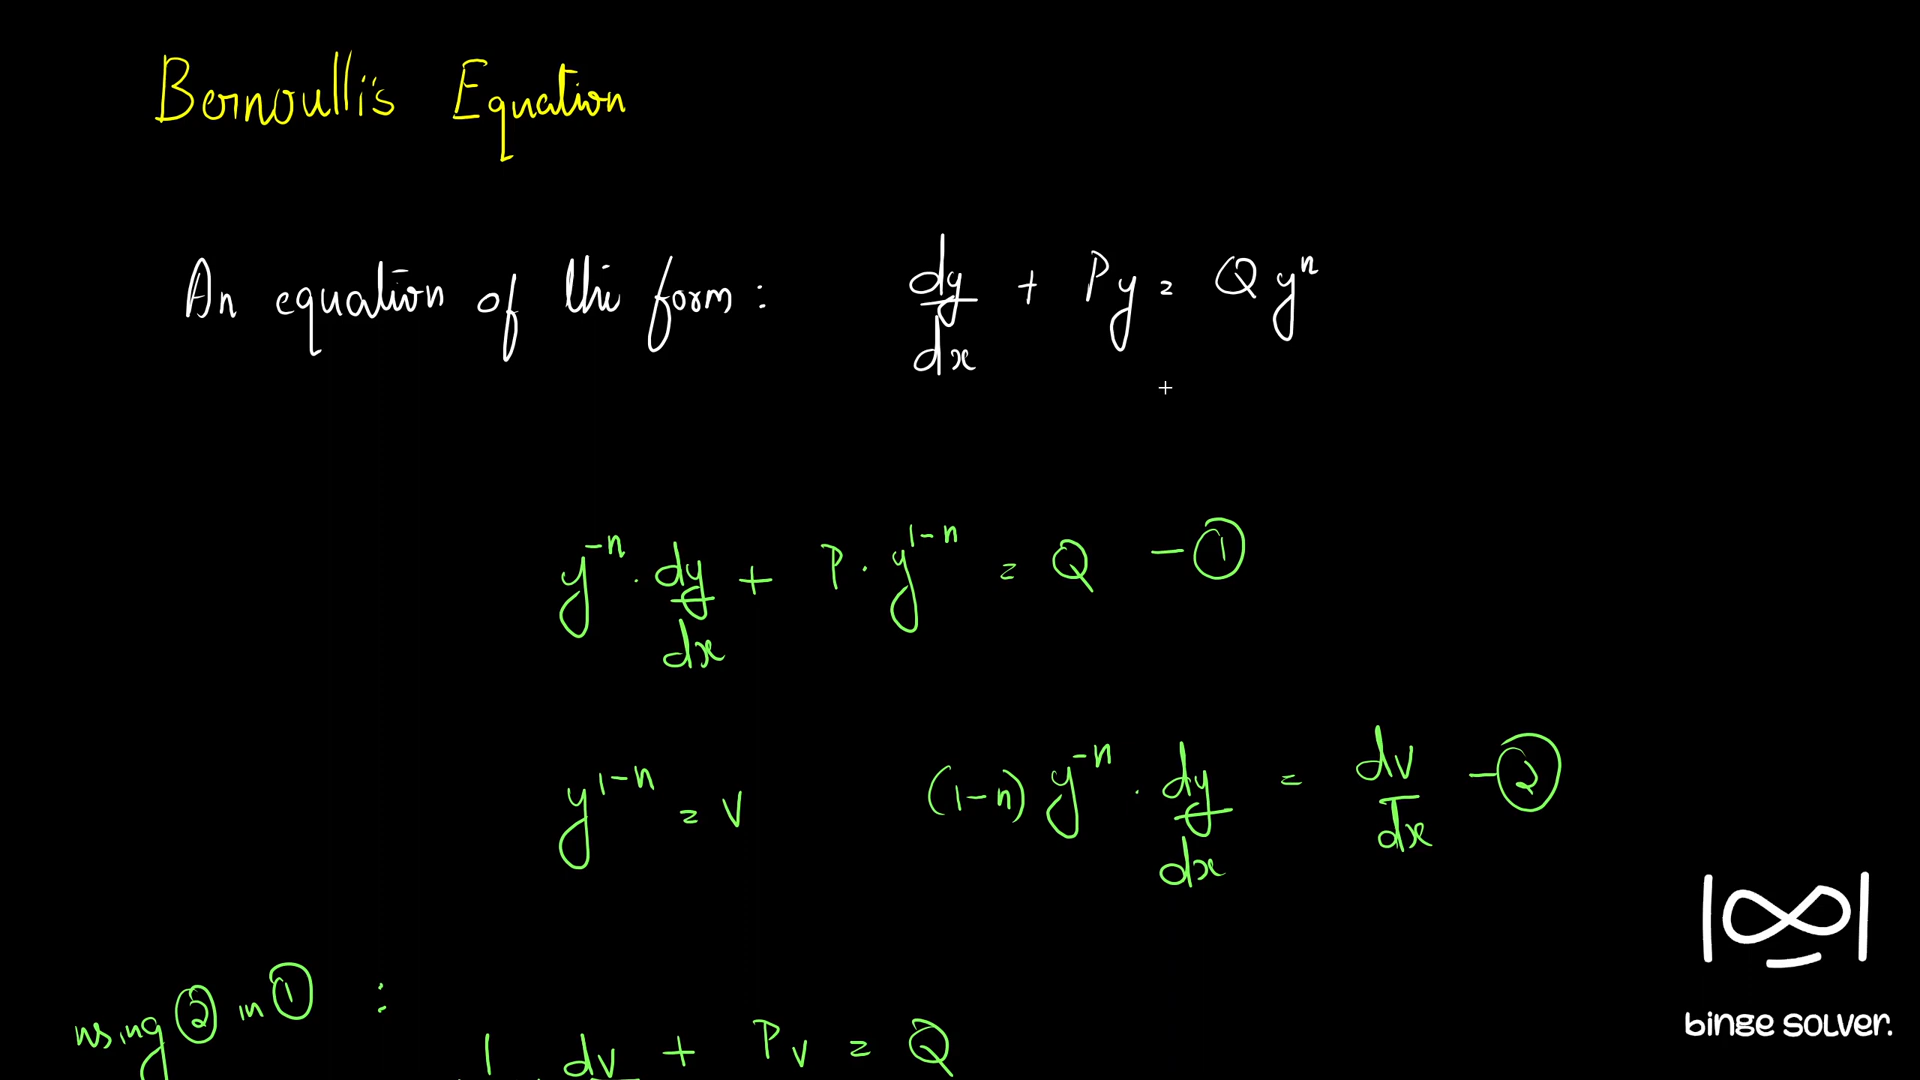 Bernoulli's Equation
An equation of the form : dy/dx + Py = Qy^n
y^-n · dy/dx + P · y^1-n = Q - ①
y^1-n = v (1-n) y^-n · dy/dx = dv/dx - ②
using ② in ① :
1 dv + Pv = Q
binge solver.